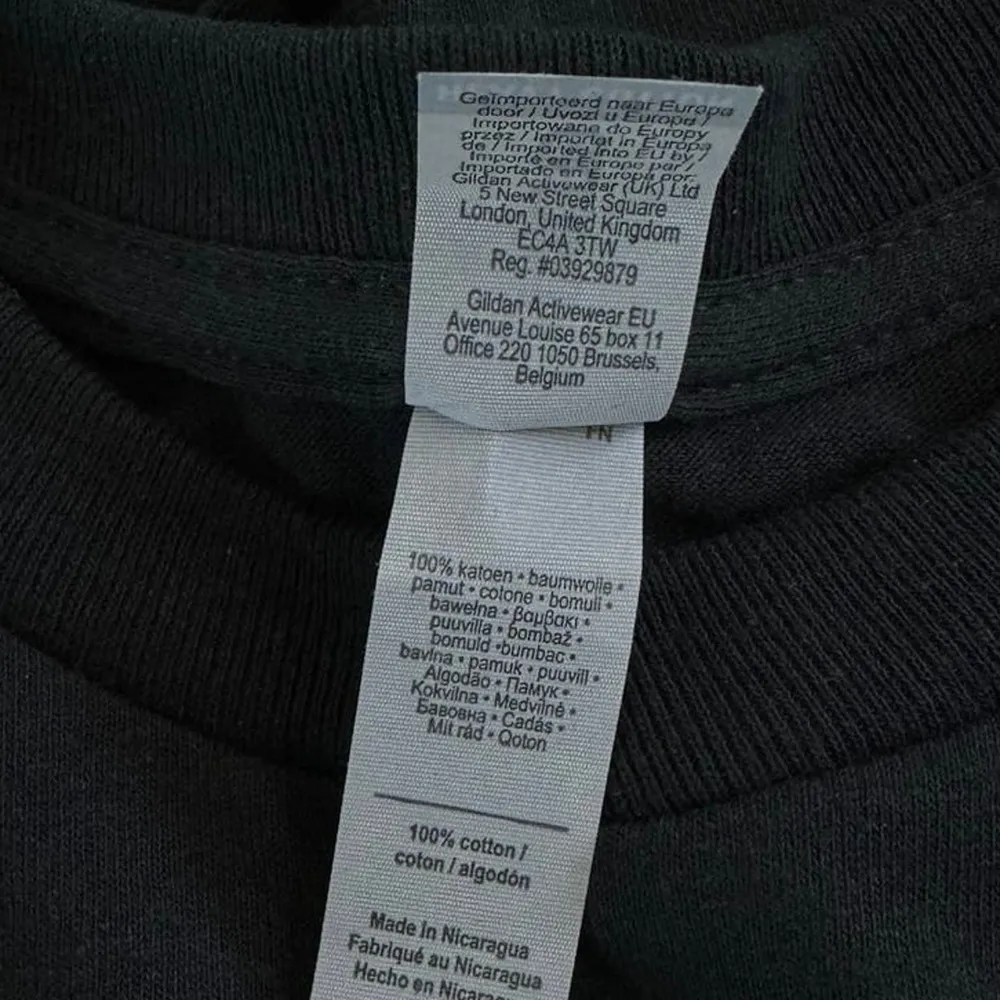 Geïmporteerd naar Europa
door / Uvozi u Europu /
Importowane do Europy
przez / Importat în Europa
de / Imported Into EU by /
Importé en Europe par /
Importado en Europa por:
Gildan Activewear (UK) Ltd
5 New Street Square
London, United Kingdom
EC4A 3TW
Reg. #03929879
Gildan Activewear EU
Avenue Louise 65 box 11
Office 220 1050 Brussels,
Belgium
100% katoen • baumwolle •
pamut • cotone • bomull •
bawełna • βαμβακι •
puuvilla • bombaž •
bomuld •bumbac •
bavlna • pamuk • puuvill •
Algodão • Памук •
Kokvilna • Medvilnė •
Бавовна • Cadás •
Mit rád • Qoton
100% cotton /
coton / algodón
Made In Nicaragua
Fabriqué au Nicaragua
Hecho en